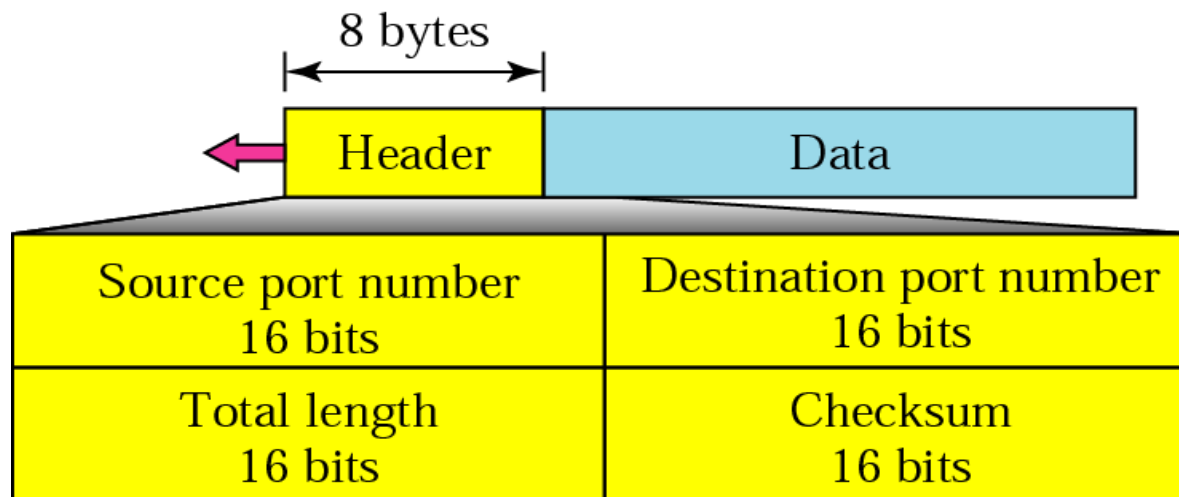 8 bytes
Header
Data
Source port number
16 bits
Destination port number
16 bits
Total length
16 bits
Checksum
16 bits